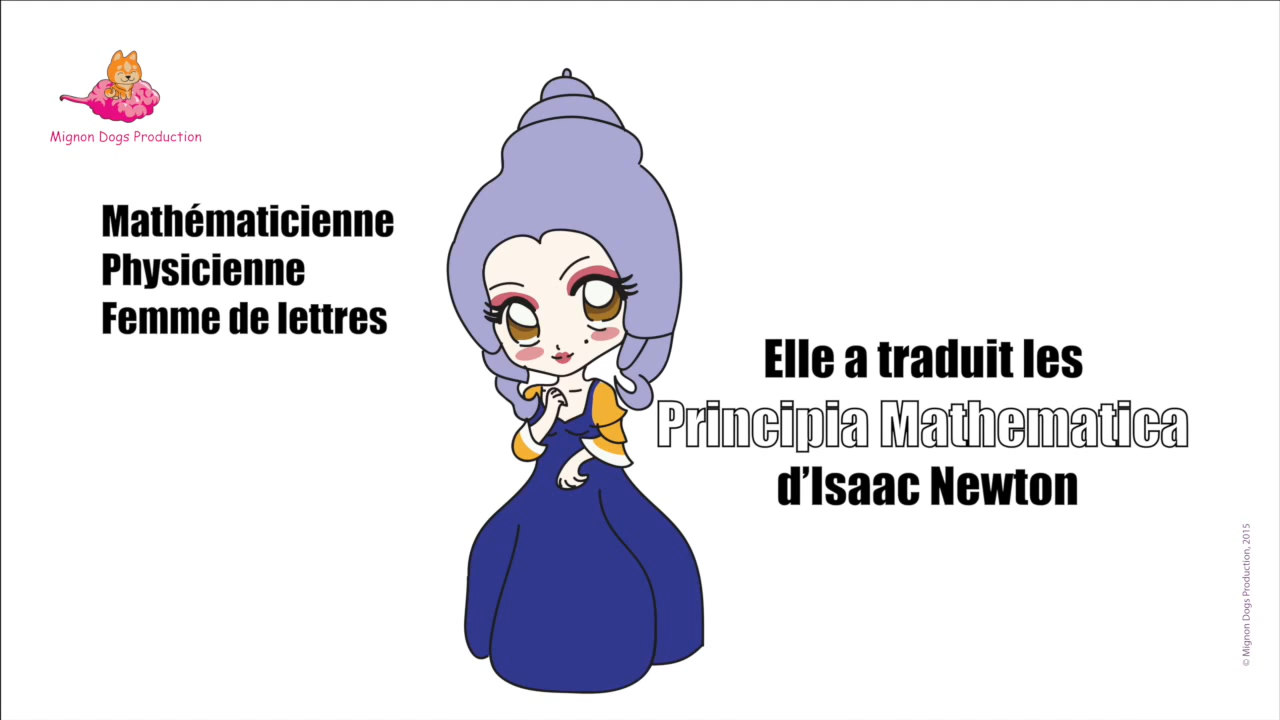 Mignon Dogs Production
Mathématicienne
Physicienne
Femme de lettres
Elle a traduit les
Principia Mathematica
d’Isaac Newton
© Mignon Dogs Production, 2015